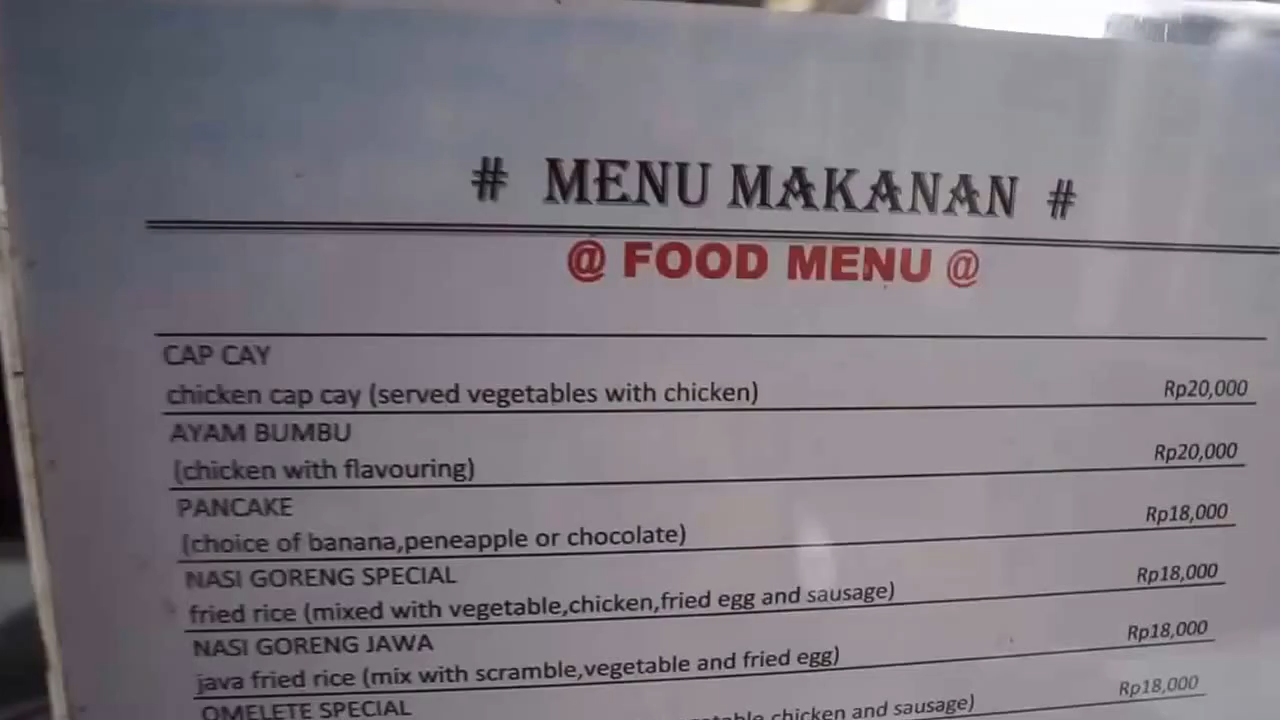 # MENU MAKANAN #
@ FOOD MENU @
CAP CAY
chicken cap cay (served vegetables with chicken) Rp20,000
AYAM BUMBU
(chicken with flavouring) Rp20,000
PANCAKE
(choice of banana,peneapple or chocolate) Rp18,000
NASI GORENG SPECIAL
fried rice (mixed with vegetable,chicken,fried egg and sausage) Rp18,000
NASI GORENG JAWA
java fried rice (mix with scramble,vegetable and fried egg) Rp18,000
OMELETE SPECIAL
chicken and sausage) Rp18,000